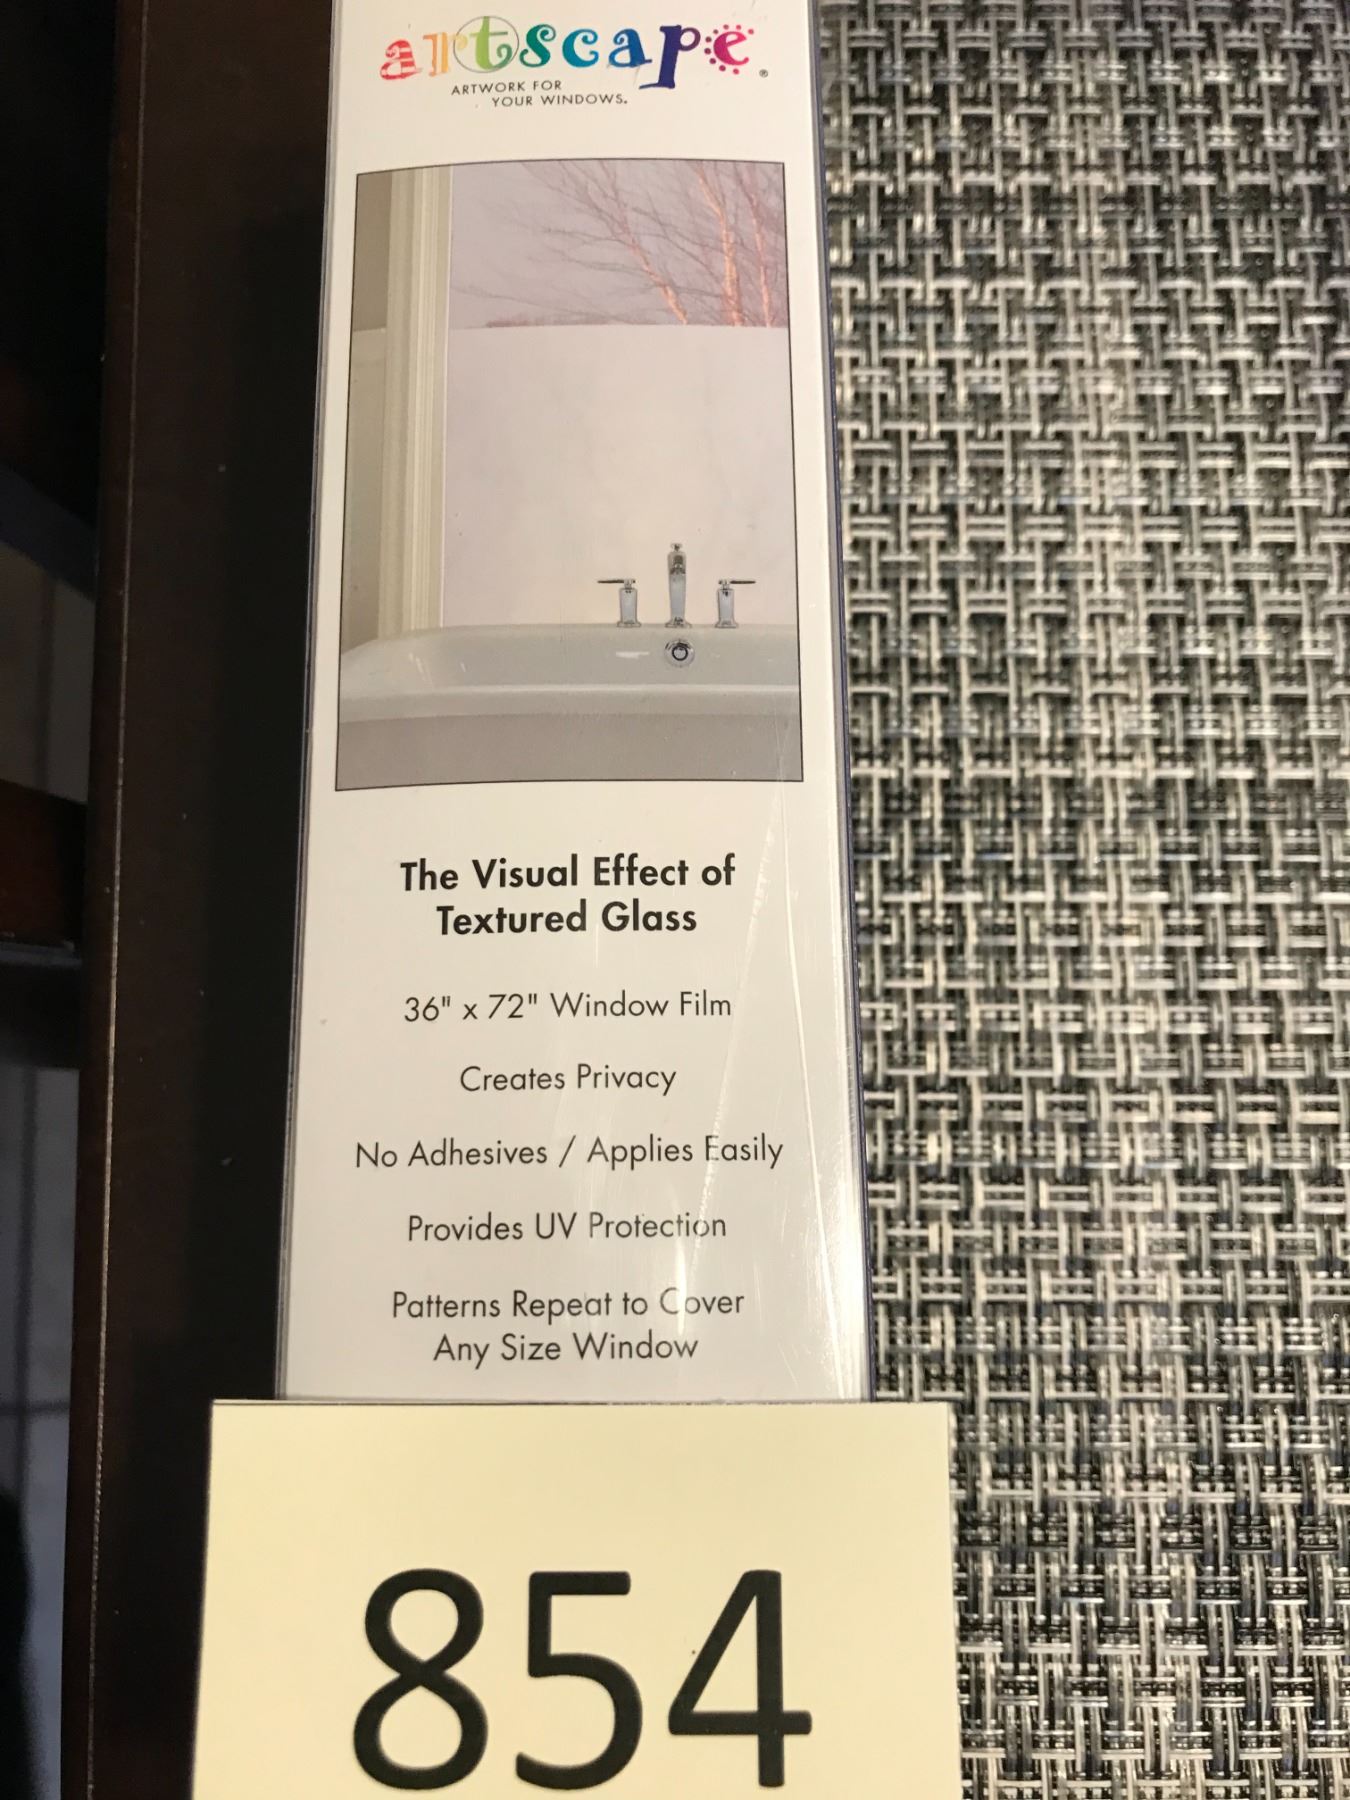 artscape®
ARTWORK FOR
YOUR WINDOWS.
The Visual Effect of
Textured Glass
36" x 72" Window Film
Creates Privacy
No Adhesives / Applies Easily
Provides UV Protection
Patterns Repeat to Cover
Any Size Window
854